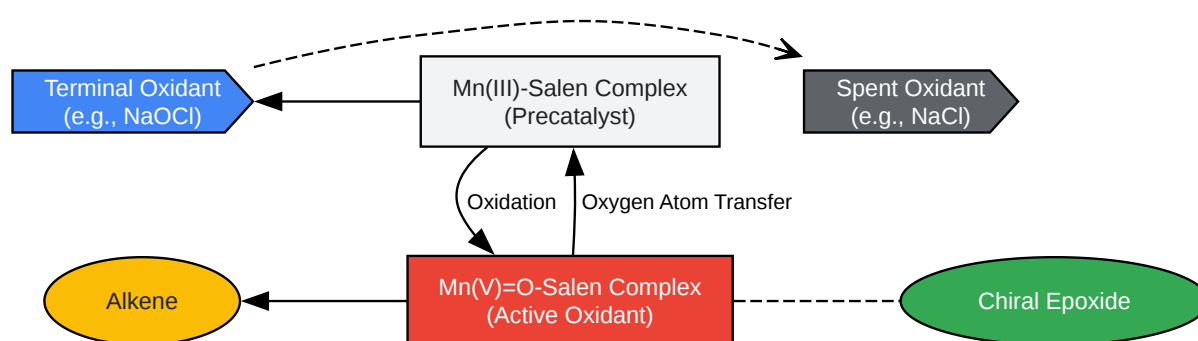 Terminal Oxidant
(e.g., NaOCl)
Mn(III)-Salen Complex
(Precatalyst)
Spent Oxidant
(e.g., NaCl)
Oxidation
Oxygen Atom Transfer
Alkene
Mn(V)=O-Salen Complex
(Active Oxidant)
Chiral Epoxide